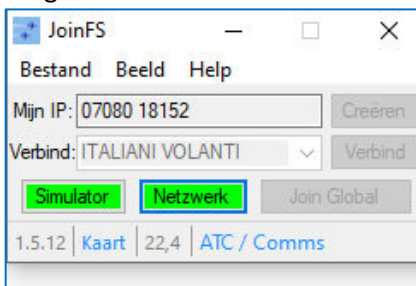 JoinFS
Bestand Beeld Help
Mijn IP: 07080 18152 Creëren
Verbind: ITALIANI VOLANTI Verbind
Simulator Netzwerk Join Global
1.5.12 Kaart 22,4 ATC / Comms